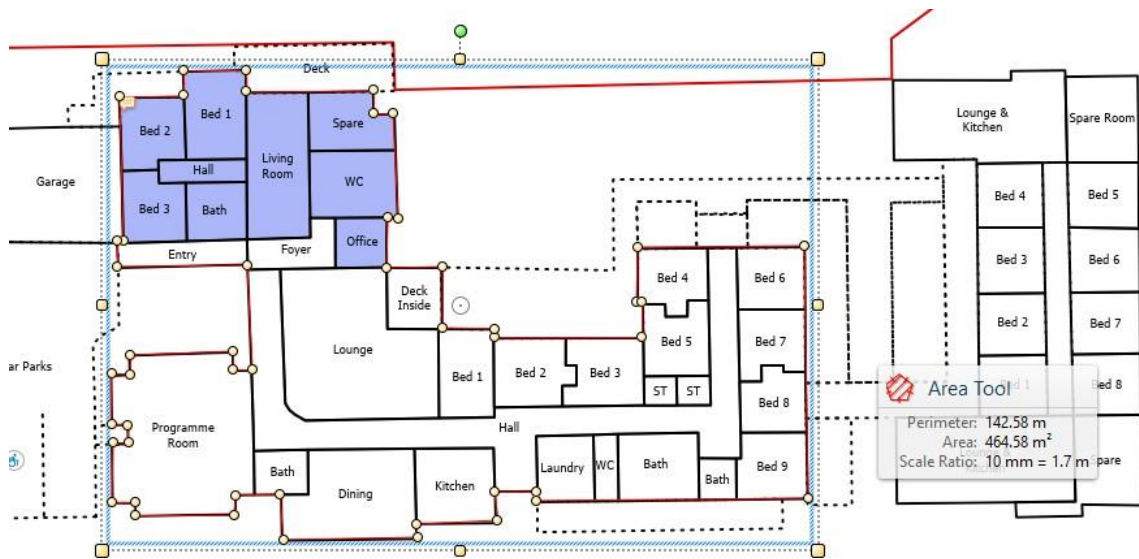 Deck
Bed 1
Bed 2
Spare
Hall
Living
Room
WC
Garage
Bed 3
Bath
Office
Entry
Foyer
Lounge &
Kitchen
Spare Room
Bed 4
Bed 5
Bed 3
Bed 6
Bed 2
Bed 7
Bed 1
Bed 8
Lounge &
Kitchen
Spare
Deck
Inside
Lounge
Bed 4
Bed 6
Bed 5
Bed 7
Bed 1
Bed 2
Bed 3
ST
ST
Bed 8
Hall
ar Parks
Programme
Room
Bath
Dining
Kitchen
Laundry
WC
Bath
Bath
Bed 9
Area Tool
Perimeter: 142.58 m
Area: 464.58 m²
Scale Ratio: 10 mm = 1.7 m